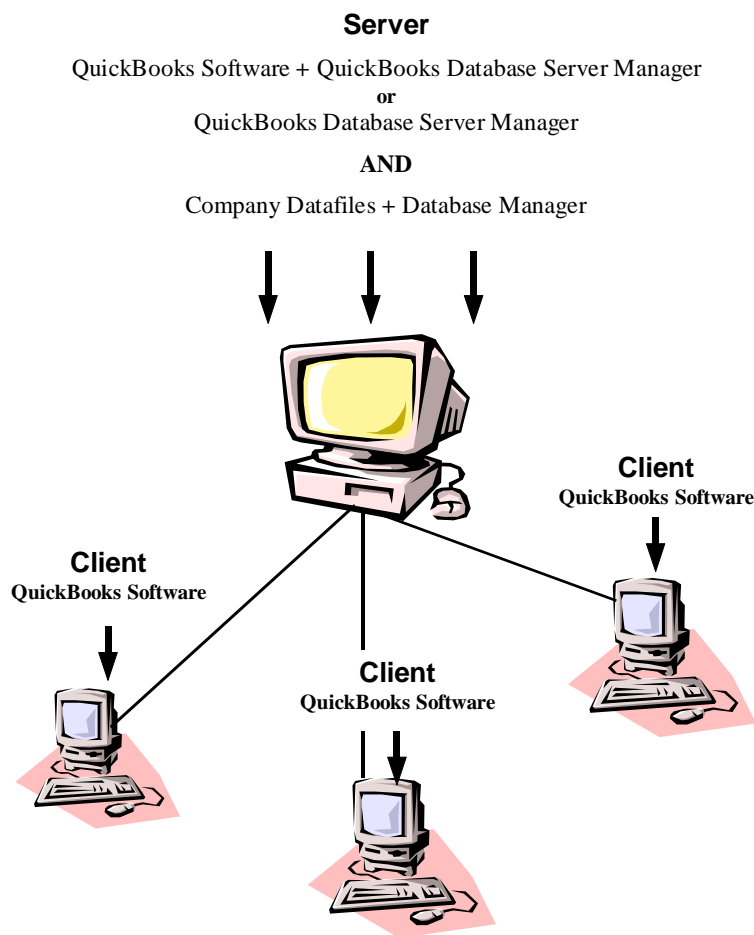 Server
QuickBooks Software + QuickBooks Database Server Manager
or
QuickBooks Database Server Manager
AND
Company Datafiles + Database Manager
Client
QuickBooks Software
Client
QuickBooks Software
Client
QuickBooks Software